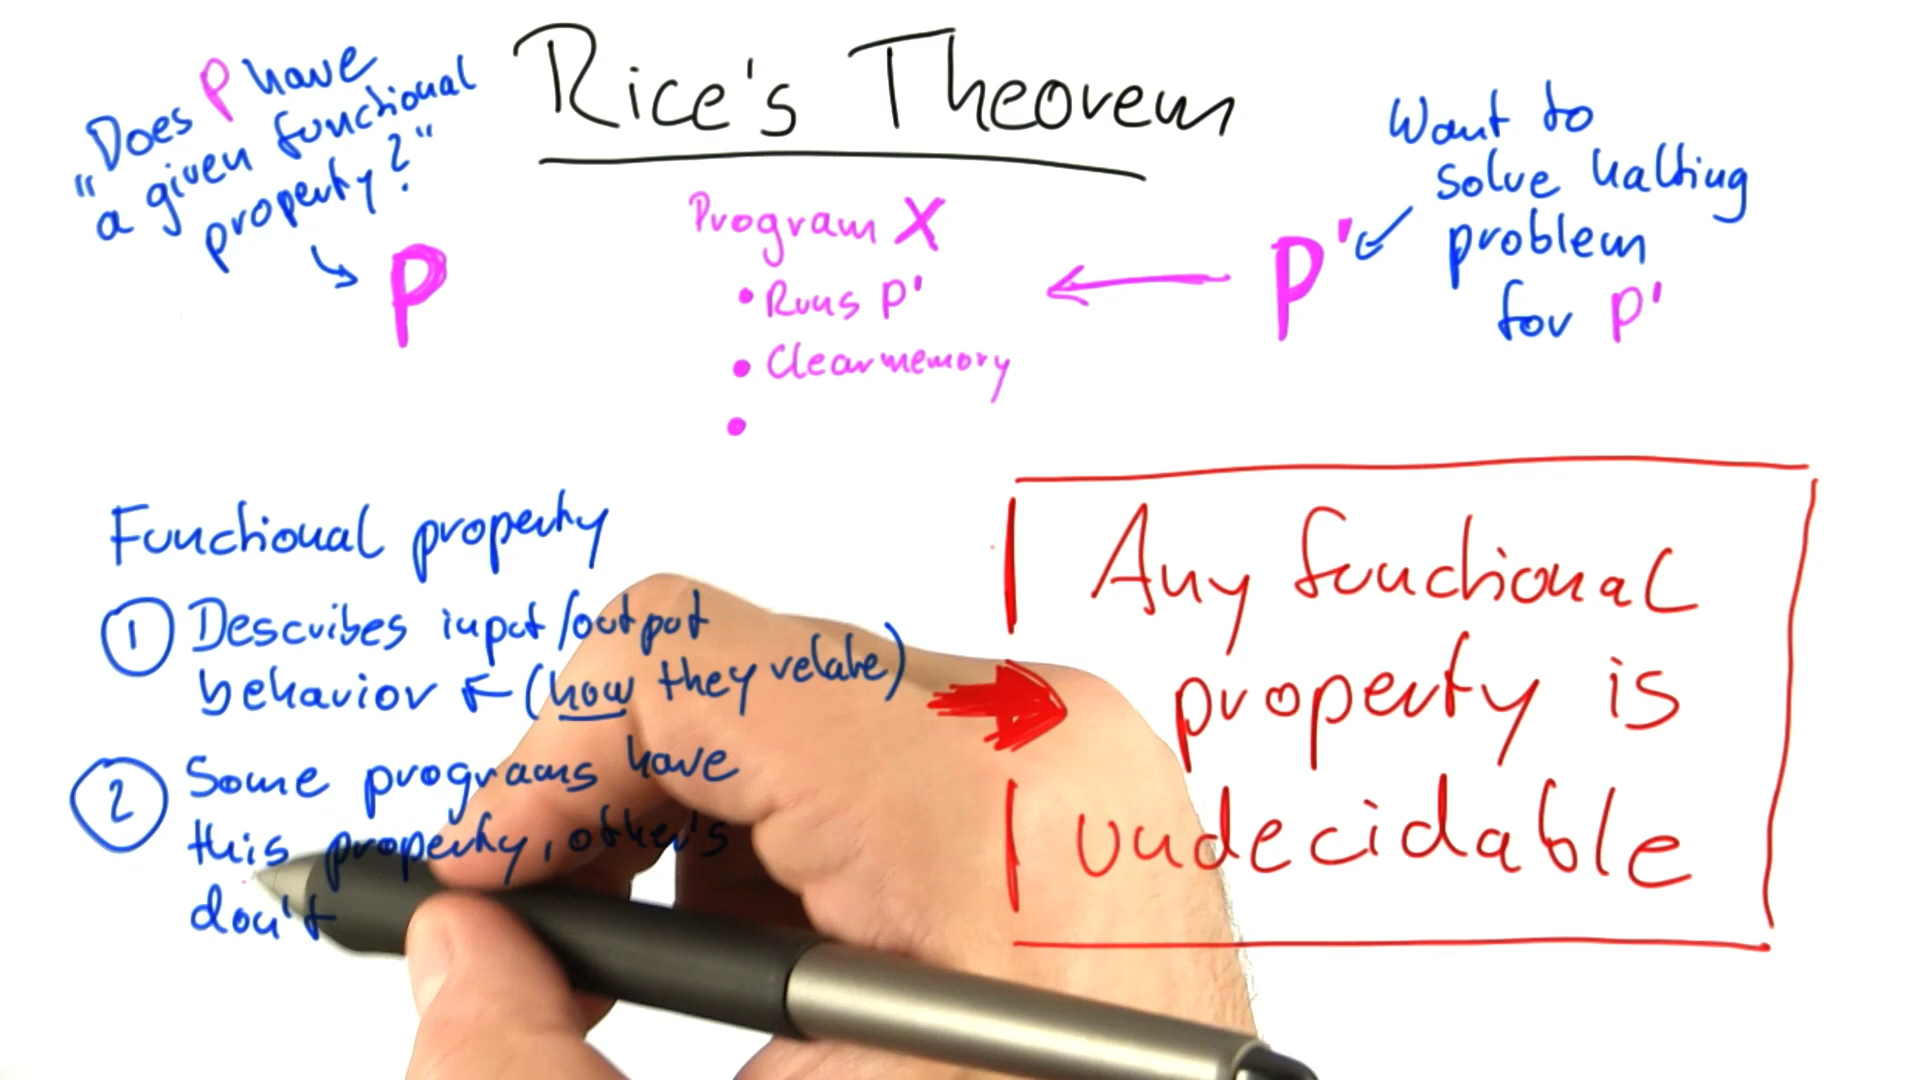 Rice's Theorem
"Does P have
a given functional
property?"
P
Program X
• Runs P'
• Clear memory
•
P'
Want to
solve halting
problem
for P'
Functional property
1 Describes input/output
behavior ← (how they relate)
2 Some programs have
this property, other's
don't
Any functional
property is
undecidable